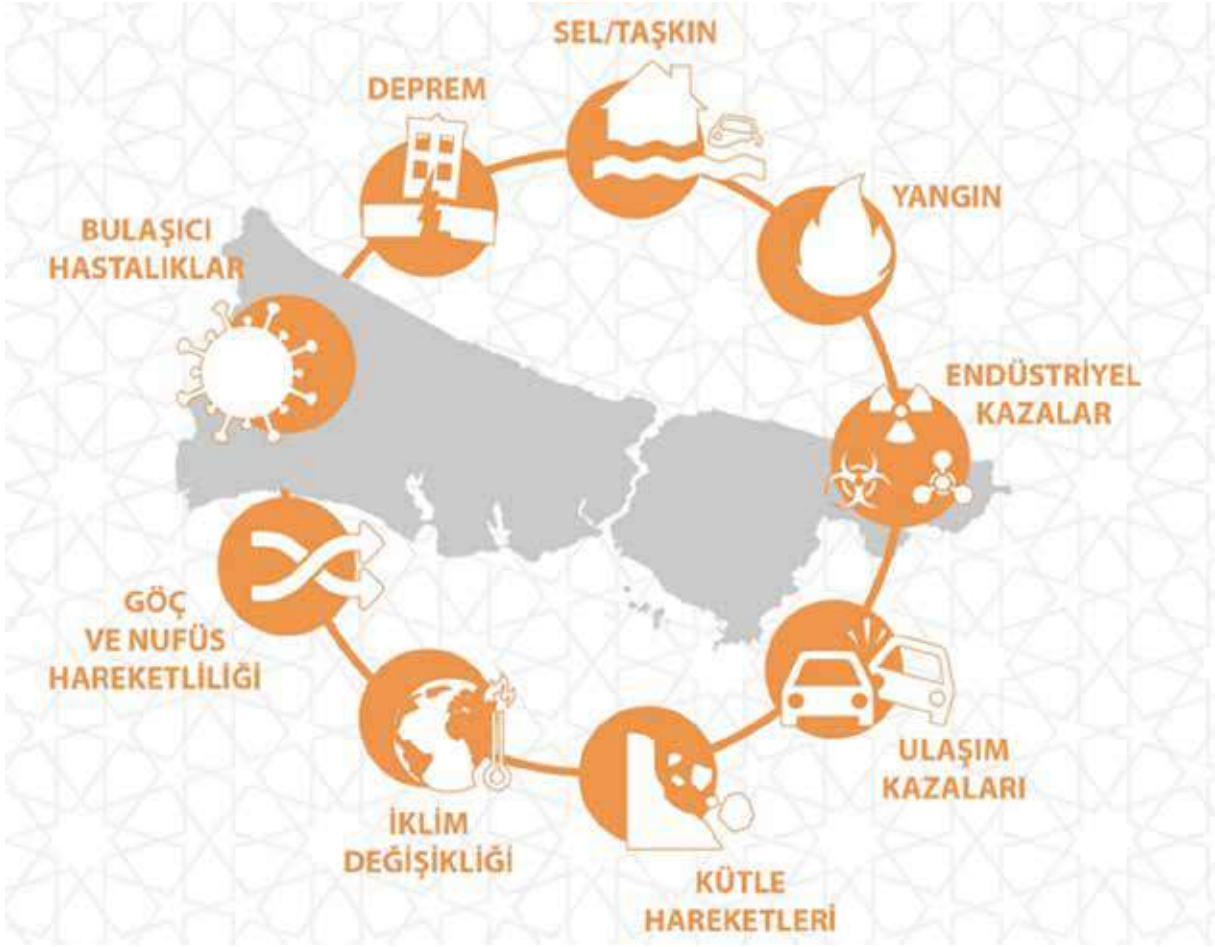 SEL/TAŞKIN
DEPREM
YANGIN
BULAŞICI
HASTALIKLAR
ENDÜSTRİYEL
KAZALAR
GÖÇ
VE NUFÜS
HAREKETLİLİĞİ
ULAŞIM
KAZALARI
İKLİM
DEĞİŞİKLİĞİ
KÜTLE
HAREKETLERİ